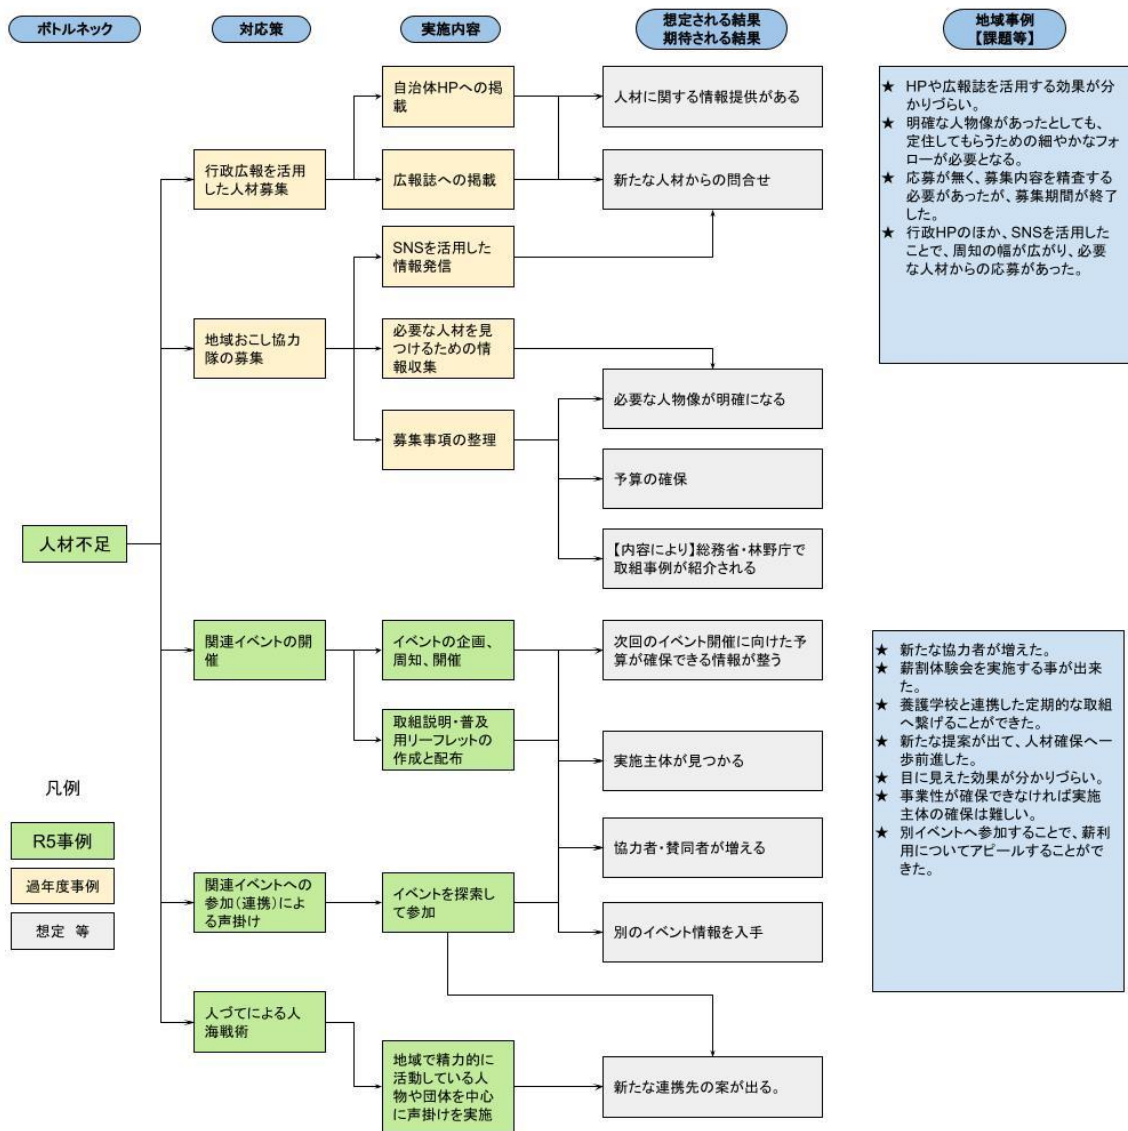 ボトルネック
対応策
実施内容
想定される結果
期待される結果
地域事例
【課題等】
人材不足
行政広報を活用
した人材募集
地域おこし協力
隊の募集
関連イベントの開
催
関連イベントへの
参加(連携)によ
る声掛け
人づてによる人
海戦術
自治体HPへの掲
載
広報誌への掲載
SNSを活用した
情報発信
必要な人材を見
つけるための情
報収集
募集事項の整理
イベントの企画、
周知、開催
取組説明・普及
用リーフレットの
作成と配布
イベントを探索し
て参加
地域で精力的に
活動している人
物や団体を中心
に声掛けを実施
人材に関する情報提供がある
新たな人材からの問合せ
必要な人物像が明確になる
予算の確保
【内容により】総務省・林野庁で
取組事例が紹介される
次回のイベント開催に向けた予
算が確保できる情報が整う
実施主体が見つかる
協力者・賛同者が増える
別のイベント情報を入手
新たな連携先の案が出る。
★ HPや広報誌を活用する効果が分
かりづらい。
★ 明確な人物像があったとしても、
定住してもらうための細やかなフォ
ローが必要となる。
★ 応募が無く、募集内容を精査する
必要があったが、募集期間が終了
した。
★ 行政HPのほか、SNSを活用した
ことで、周知の幅が広がり、必要
な人材からの応募があった。
★ 新たな協力者が増えた。
★ 薪割体験会を実施する事が出来
た。
★ 養護学校と連携した定期的な取組
へ繋げることができた。
★ 新たな提案が出て、人材確保へ一
歩前進した。
★ 目に見えた効果が分かりづらい。
★ 事業性が確保できなければ実施
主体の確保は難しい。
★ 別イベントへ参加することで、薪利
用についてアピールすることがで
きた。
凡例
R5事例
過年度事例
想定 等